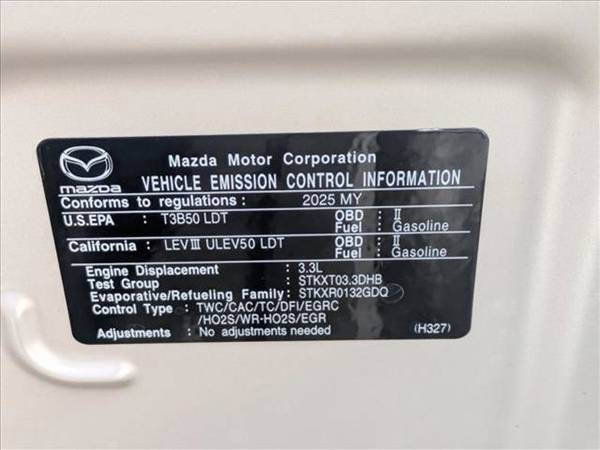 Mazda Motor Corporation
mazda
VEHICLE EMISSION CONTROL INFORMATION
Conforms to regulations : 2025 MY
U.S.EPA : T3B50 LDT OBD : II
Fuel : Gasoline
California : LEVⅢ ULEV50 LDT OBD : II
Fuel : Gasoline
Engine Displacement : 3.3L
Test Group : STKXT03.3DHB
Evaporative/Refueling Family: STKXR0132GDQ
Control Type : TWC/CAC/TC/DFI/EGRC
/HO2S/WR-HO2S/EGR
Adjustments : No adjustments needed (H327)